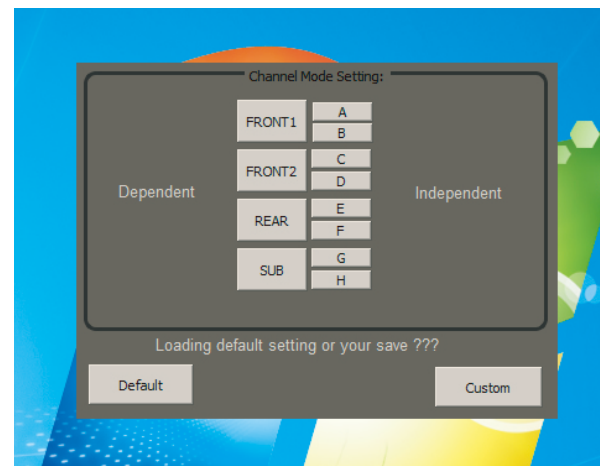 Channel Mode Setting:
FRONT1
A
B
FRONT2
C
D
Dependent
Independent
REAR
E
F
SUB
G
H
Loading default setting or your save ???
Default
Custom